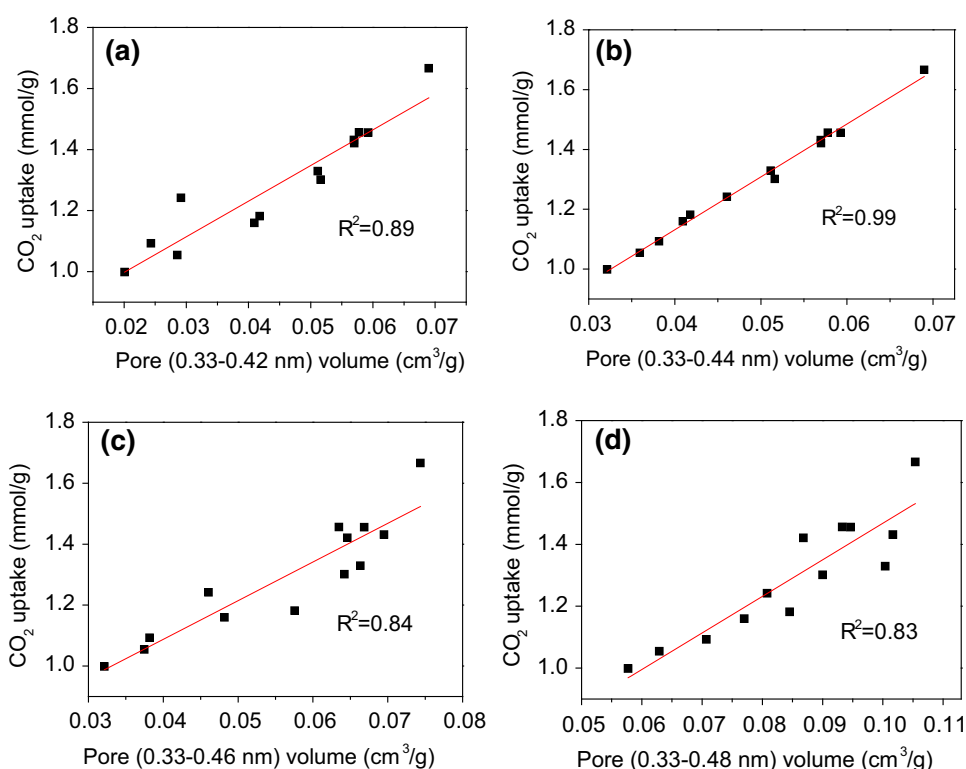 (a)
CO2 uptake (mmol/g)
1.8
1.6
1.4
1.2
1.0
R²=0.89
0.02 0.03 0.04 0.05 0.06 0.07
Pore (0.33-0.42 nm) volume (cm³/g)
(b)
CO2 uptake (mmol/g)
1.8
1.6
1.4
1.2
1.0
R²=0.99
0.03 0.04 0.05 0.06 0.07
Pore (0.33-0.44 nm) volume (cm³/g)
(c)
CO2 uptake (mmol/g)
1.8
1.6
1.4
1.2
1.0
R²=0.84
0.03 0.04 0.05 0.06 0.07 0.08
Pore (0.33-0.46 nm) volume (cm³/g)
(d)
CO2 uptake (mmol/g)
1.8
1.6
1.4
1.2
1.0
R²=0.83
0.05 0.06 0.07 0.08 0.09 0.10 0.11
Pore (0.33-0.48 nm) volume (cm³/g)